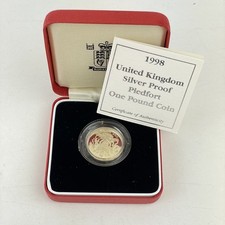 1998
United Kingdom
Silver Proof
Piedfort
One Pound Coin
Certificate of Authenticity